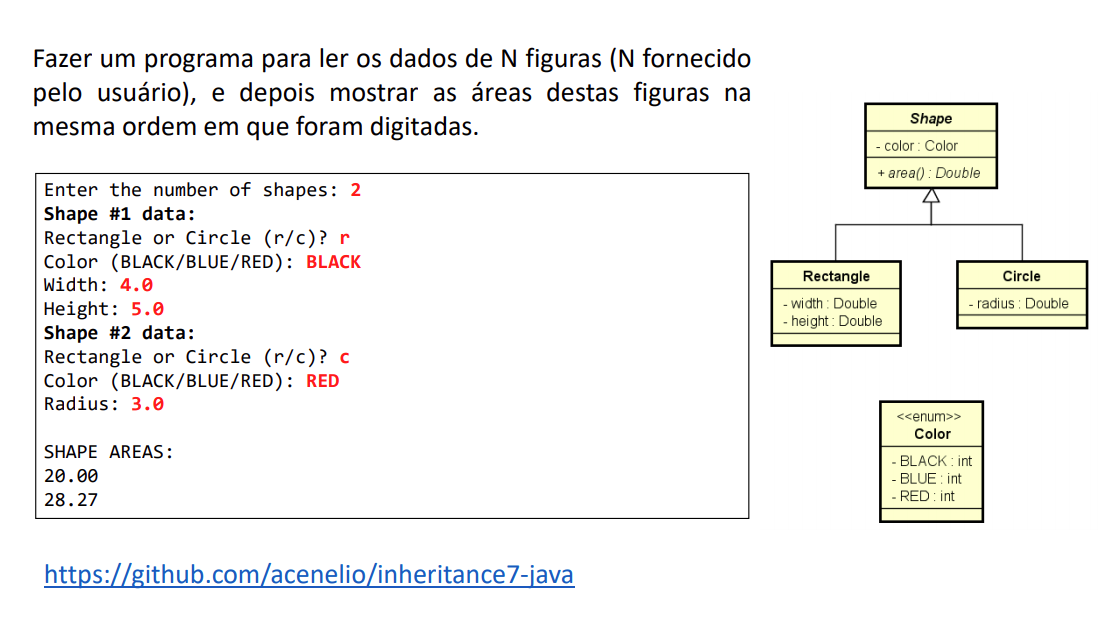 Fazer um programa para ler os dados de N figuras (N fornecido
pelo usuário), e depois mostrar as áreas destas figuras na
mesma ordem em que foram digitadas.
Enter the number of shapes: 2
Shape #1 data:
Rectangle or Circle (r/c)? r
Color (BLACK/BLUE/RED): BLACK
Width: 4.0
Height: 5.0
Shape #2 data:
Rectangle or Circle (r/c)? c
Color (BLACK/BLUE/RED): RED
Radius: 3.0
SHAPE AREAS:
20.00
28.27
https://github.com/acenelio/inheritance7-java
Shape
- color : Color
+ area() : Double
Rectangle
- width : Double
- height : Double
Circle
- radius : Double
<<enum>>
Color
- BLACK : int
- BLUE : int
- RED : int